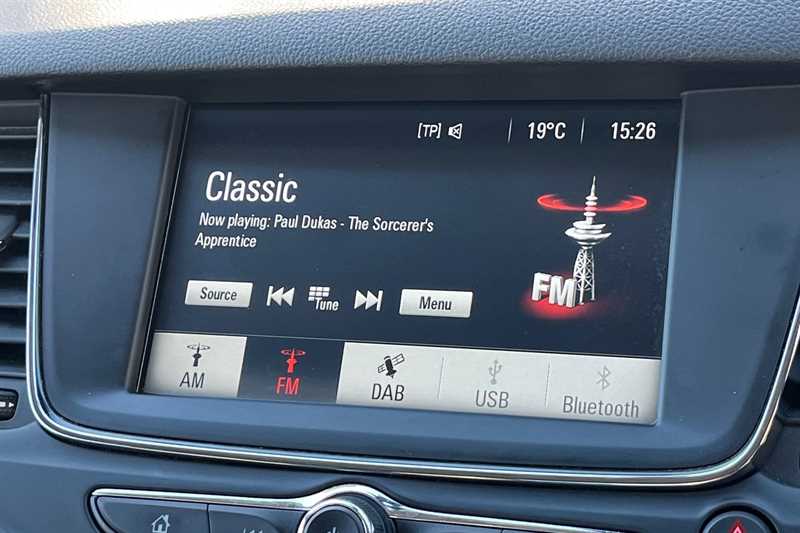 [TP] 19°C 15:26
Classic
Now playing: Paul Dukas - The Sorcerer's
Apprentice
FM
Source Tune Menu
AM FM DAB USB Bluetooth